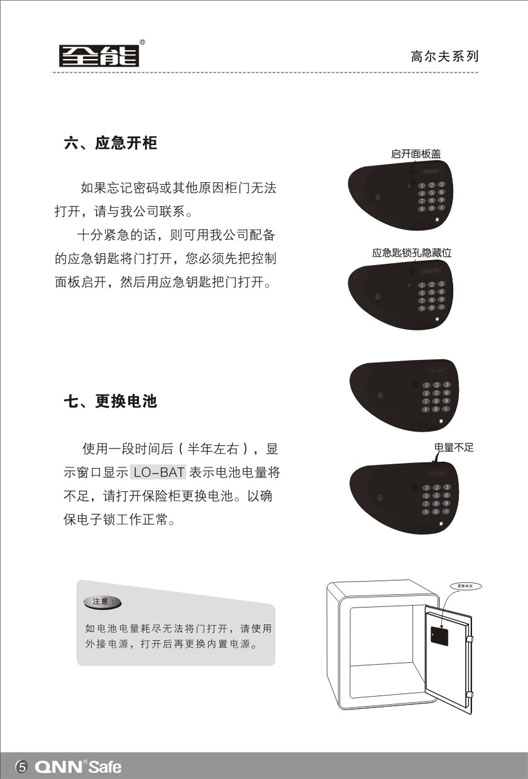 全能®
高尔夫系列
六、应急开柜
如果忘记密码或其他原因柜门无法
打开，请与我公司联系。
十分紧急的话，则可用我公司配备
的应急钥匙将门打开，您必须先把控制
面板启开，然后用应急钥匙把门打开。
启开面板盖
应急匙锁孔隐藏位
七、更换电池
使用一段时间后（半年左右），显
示窗口显示 LO-BAT 表示电池电量将
不足，请打开保险柜更换电池。以确
保电子锁工作正常。
电量不足
注意
如电池电量耗尽无法将门打开，请使用
外接电源，打开后再更换内置电源。
更换电池
5 QNN® Safe